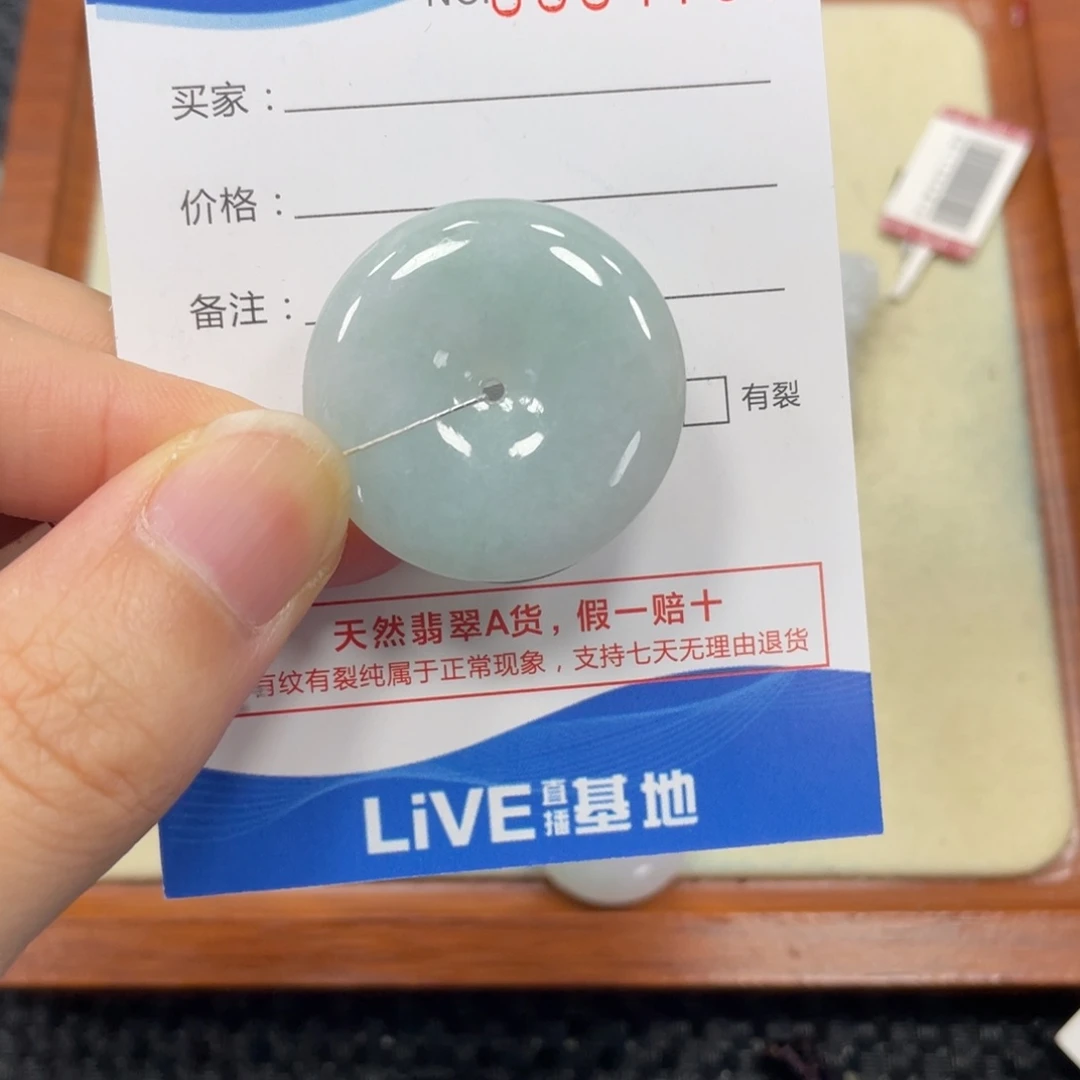 买家：
价格：
备注：
有裂
天然翡翠A货，假一赔十
有纹有裂纯属于正常现象，支持七天无理由退货
LiVE直播基地